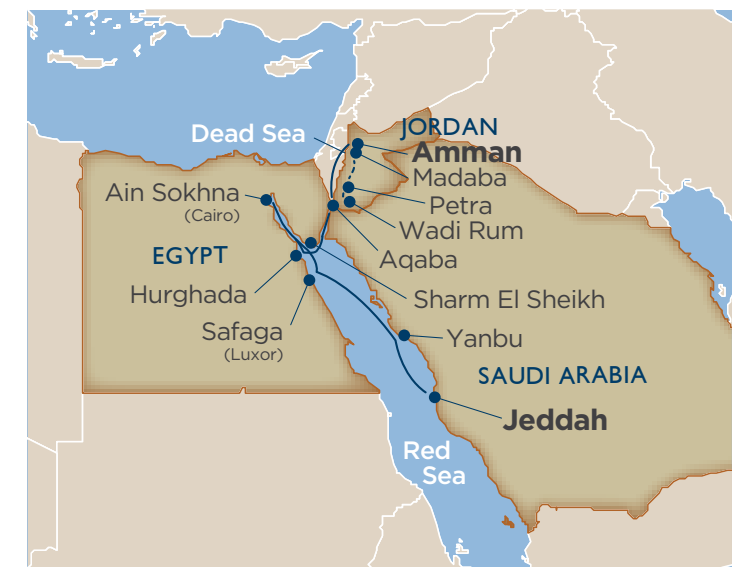 Dead Sea
JORDAN
Amman
Madaba
Ain Sokhna
(Cairo)
Petra
Wadi Rum
EGYPT
Aqaba
Hurghada
Sharm El Sheikh
Safaga
(Luxor)
Yanbu
SAUDI ARABIA
Jeddah
Red
Sea